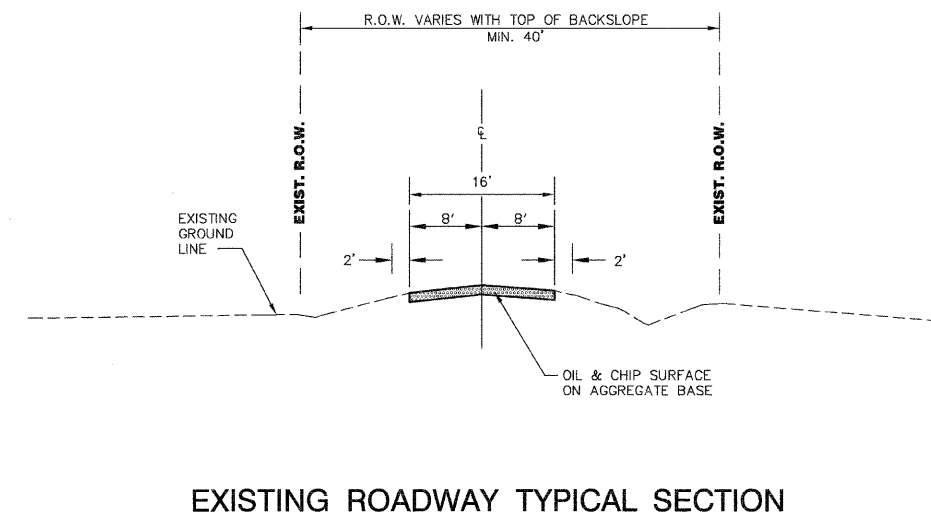 R.O.W. VARIES WITH TOP OF BACKSLOPE
MIN. 40'
EXIST. R.O.W.
EXIST. R.O.W.
℄
16'
8'
8'
EXISTING
GROUND
LINE
2'
2'
OIL & CHIP SURFACE
ON AGGREGATE BASE
EXISTING ROADWAY TYPICAL SECTION